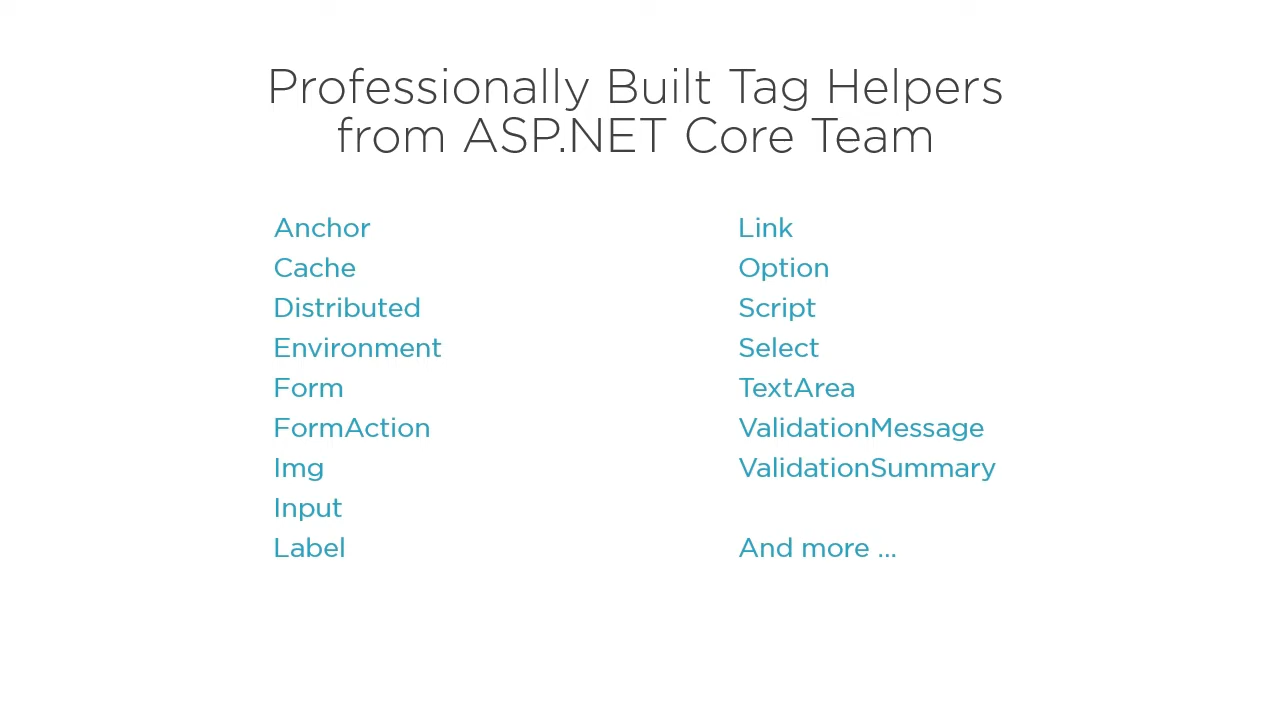 Professionally Built Tag Helpers
from ASP.NET Core Team
Anchor
Cache
Distributed
Environment
Form
FormAction
Img
Input
Label
Link
Option
Script
Select
TextArea
ValidationMessage
ValidationSummary
And more ...